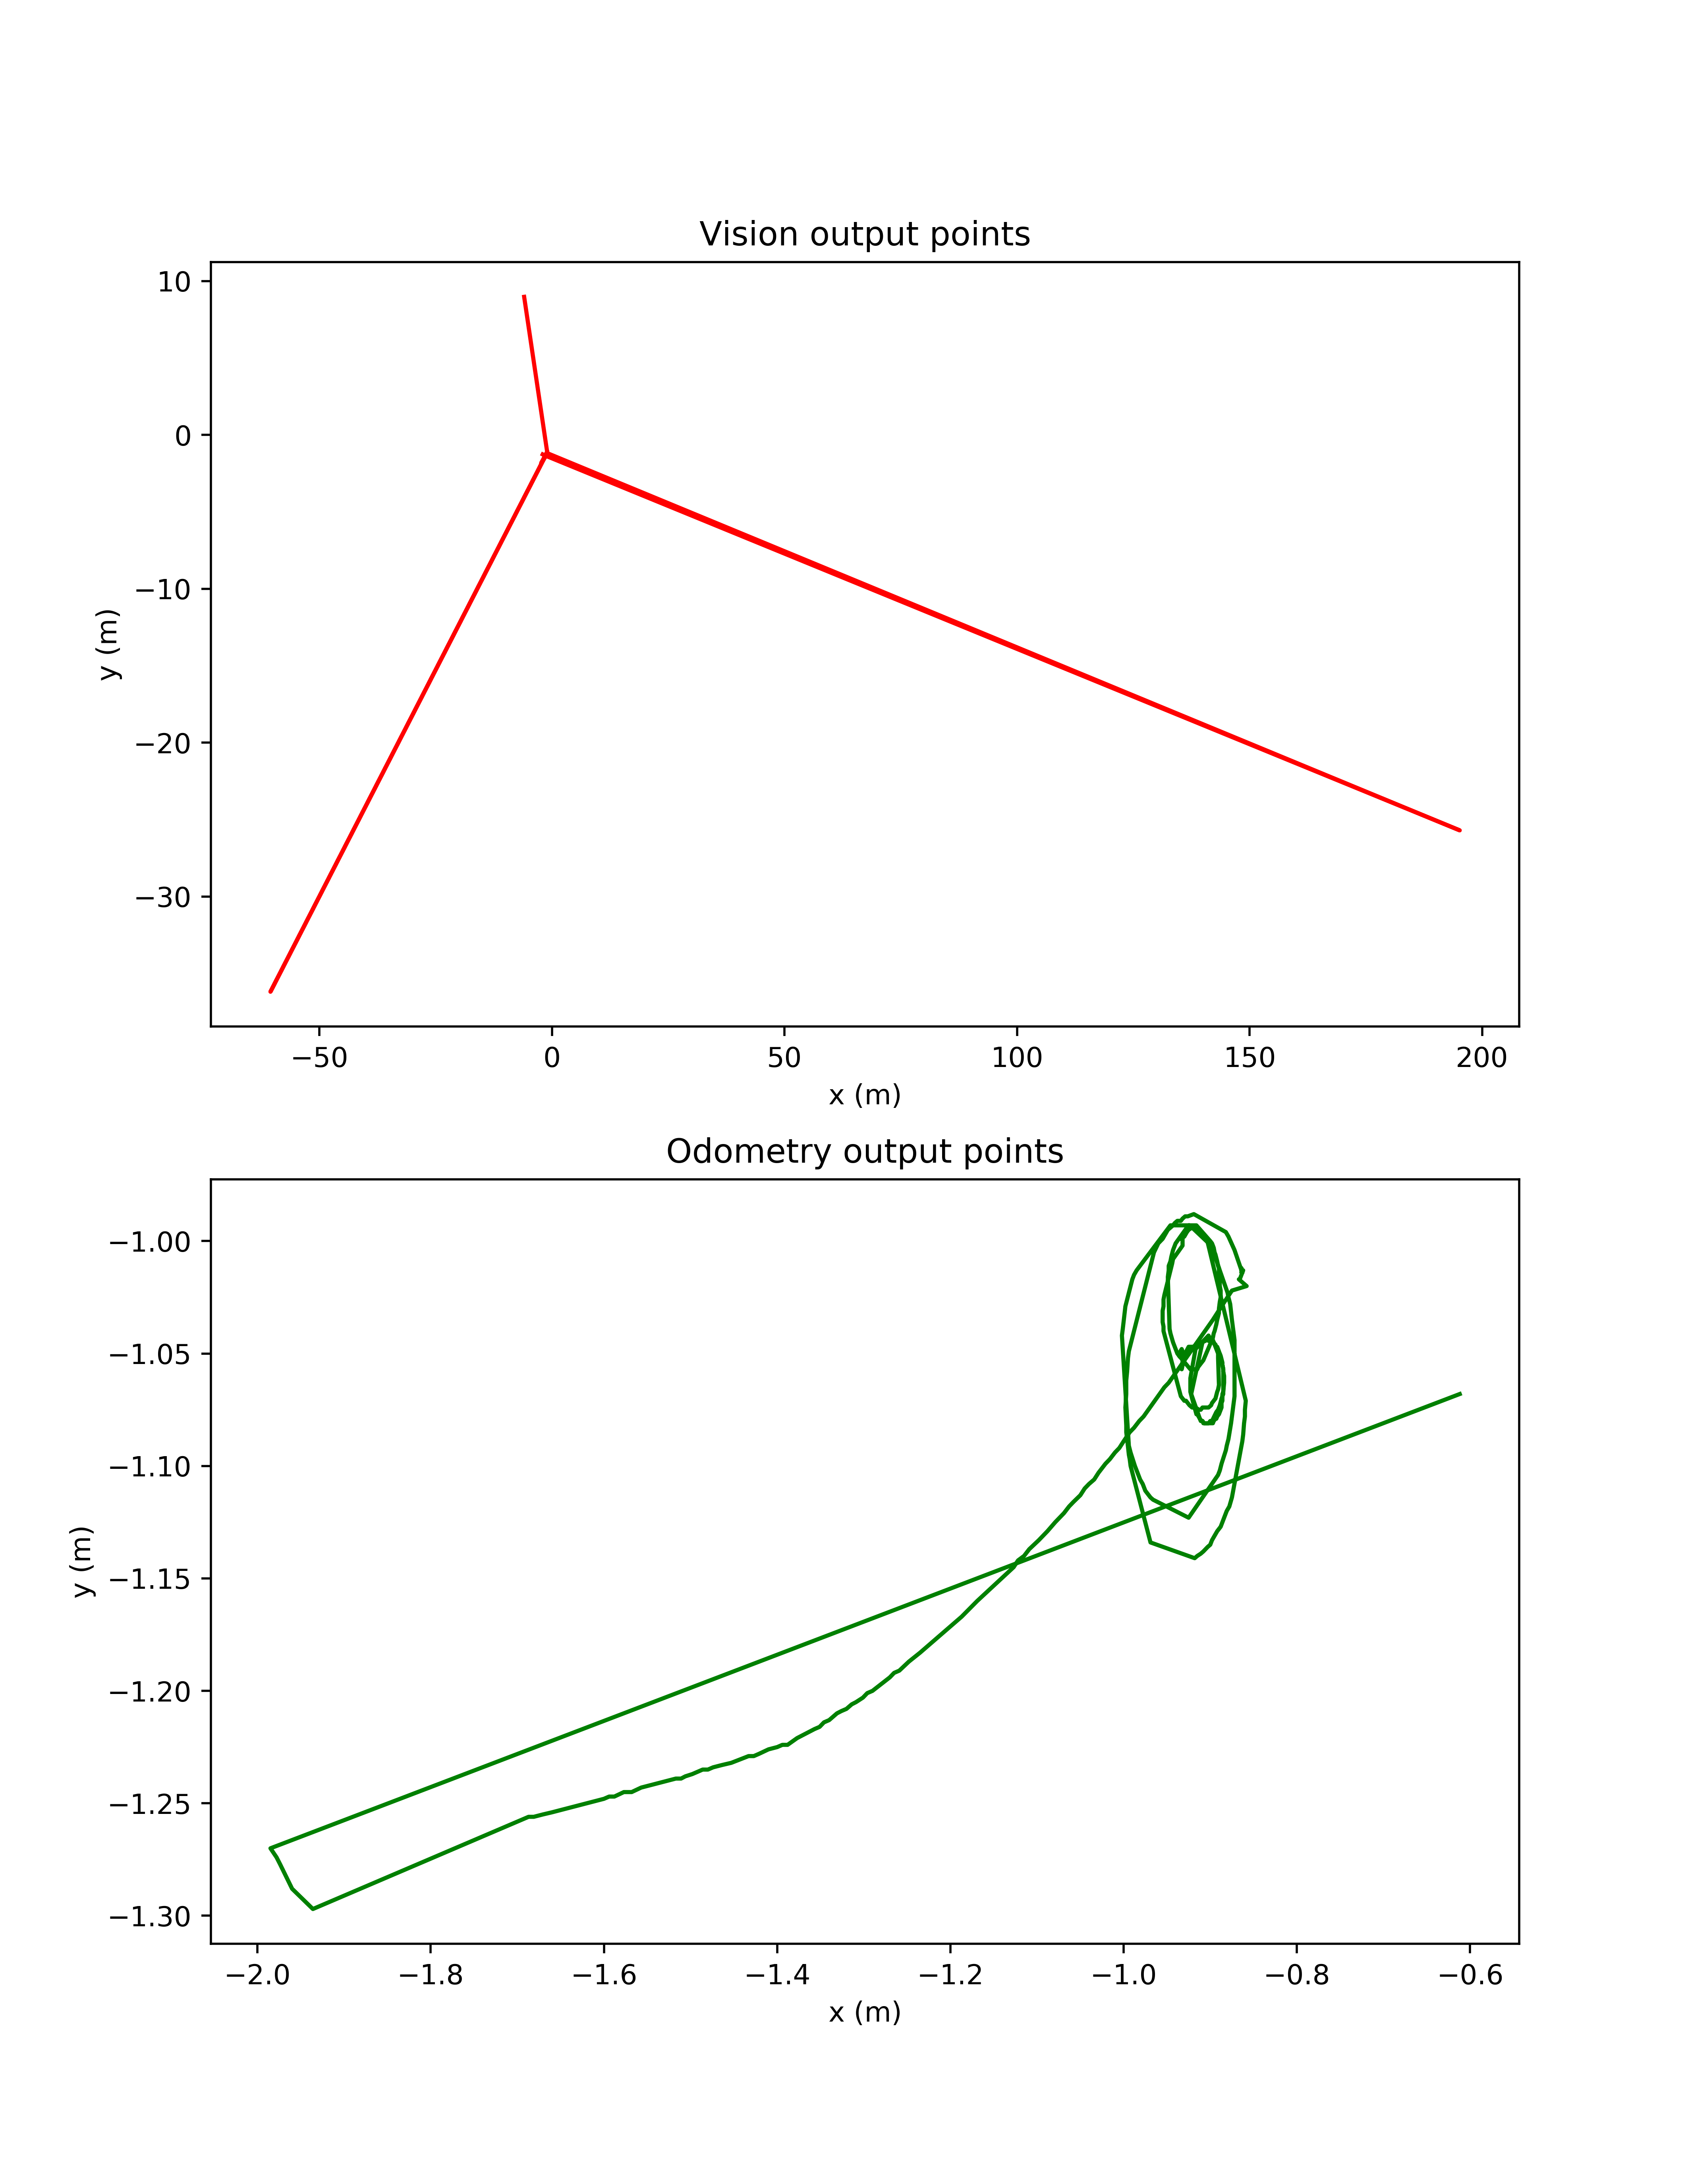 Vision output points
10
0
−10
−20
−30
y (m)
−50 0 50 100 150 200
x (m)
Odometry output points
−1.00
−1.05
−1.10
−1.15
−1.20
−1.25
−1.30
y (m)
−2.0 −1.8 −1.6 −1.4 −1.2 −1.0 −0.8 −0.6
x (m)